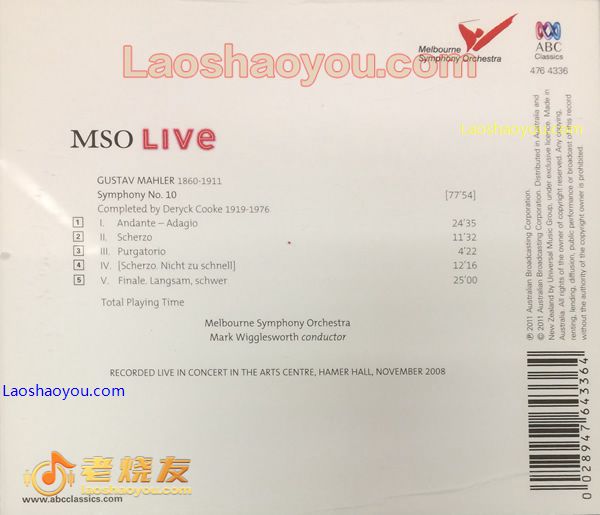 Laoshaoyou.com
Melbourne
Symphony Orchestra
ABC
Classics
476 4336
MSO LIVE
Laoshaoyou.com
GUSTAV MAHLER 1860-1911
Symphony No. 10 [77'54]
Completed by Deryck Cooke 1919-1976
1 I. Andante – Adagio 24'35
2 II. Scherzo 11'32
3 III. Purgatorio 4'22
4 IV. [Scherzo. Nicht zu schnell] 12'16
5 V. Finale. Langsam, schwer 25'00
Total Playing Time
Melbourne Symphony Orchestra
Mark Wigglesworth conductor
RECORDED LIVE IN CONCERT IN THE ARTS CENTRE, HAMER HALL, NOVEMBER 2008
Laoshaoyou.com
老烧友
laoshaoyou.com
www.abcclassics.com
℗ 2011 Australian Broadcasting Corporation.
© 2011 Australian Broadcasting Corporation. Distributed in Australia and
New Zealand by Universal Music Group, under exclusive licence. Made in
Australia. All rights of the owner of copyright reserved. Any copying,
renting, lending, diffusion, public performance or broadcast of this record
without the authority of the copyright owner is prohibited.
0 028947 643364